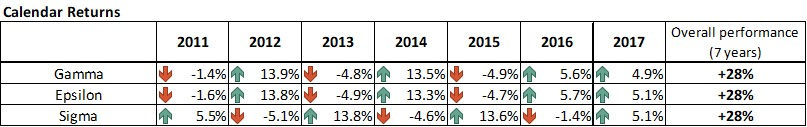 Calendar Returns
2011 2012 2013 2014 2015 2016 2017 Overall performance (7 years)
Gamma -1.4% 13.9% -4.8% 13.5% -4.9% 5.6% 4.9% +28%
Epsilon -1.6% 13.8% -4.9% 13.3% -4.7% 5.7% 5.1% +28%
Sigma 5.5% -5.1% 13.8% -4.6% 13.6% -1.4% 5.1% +28%